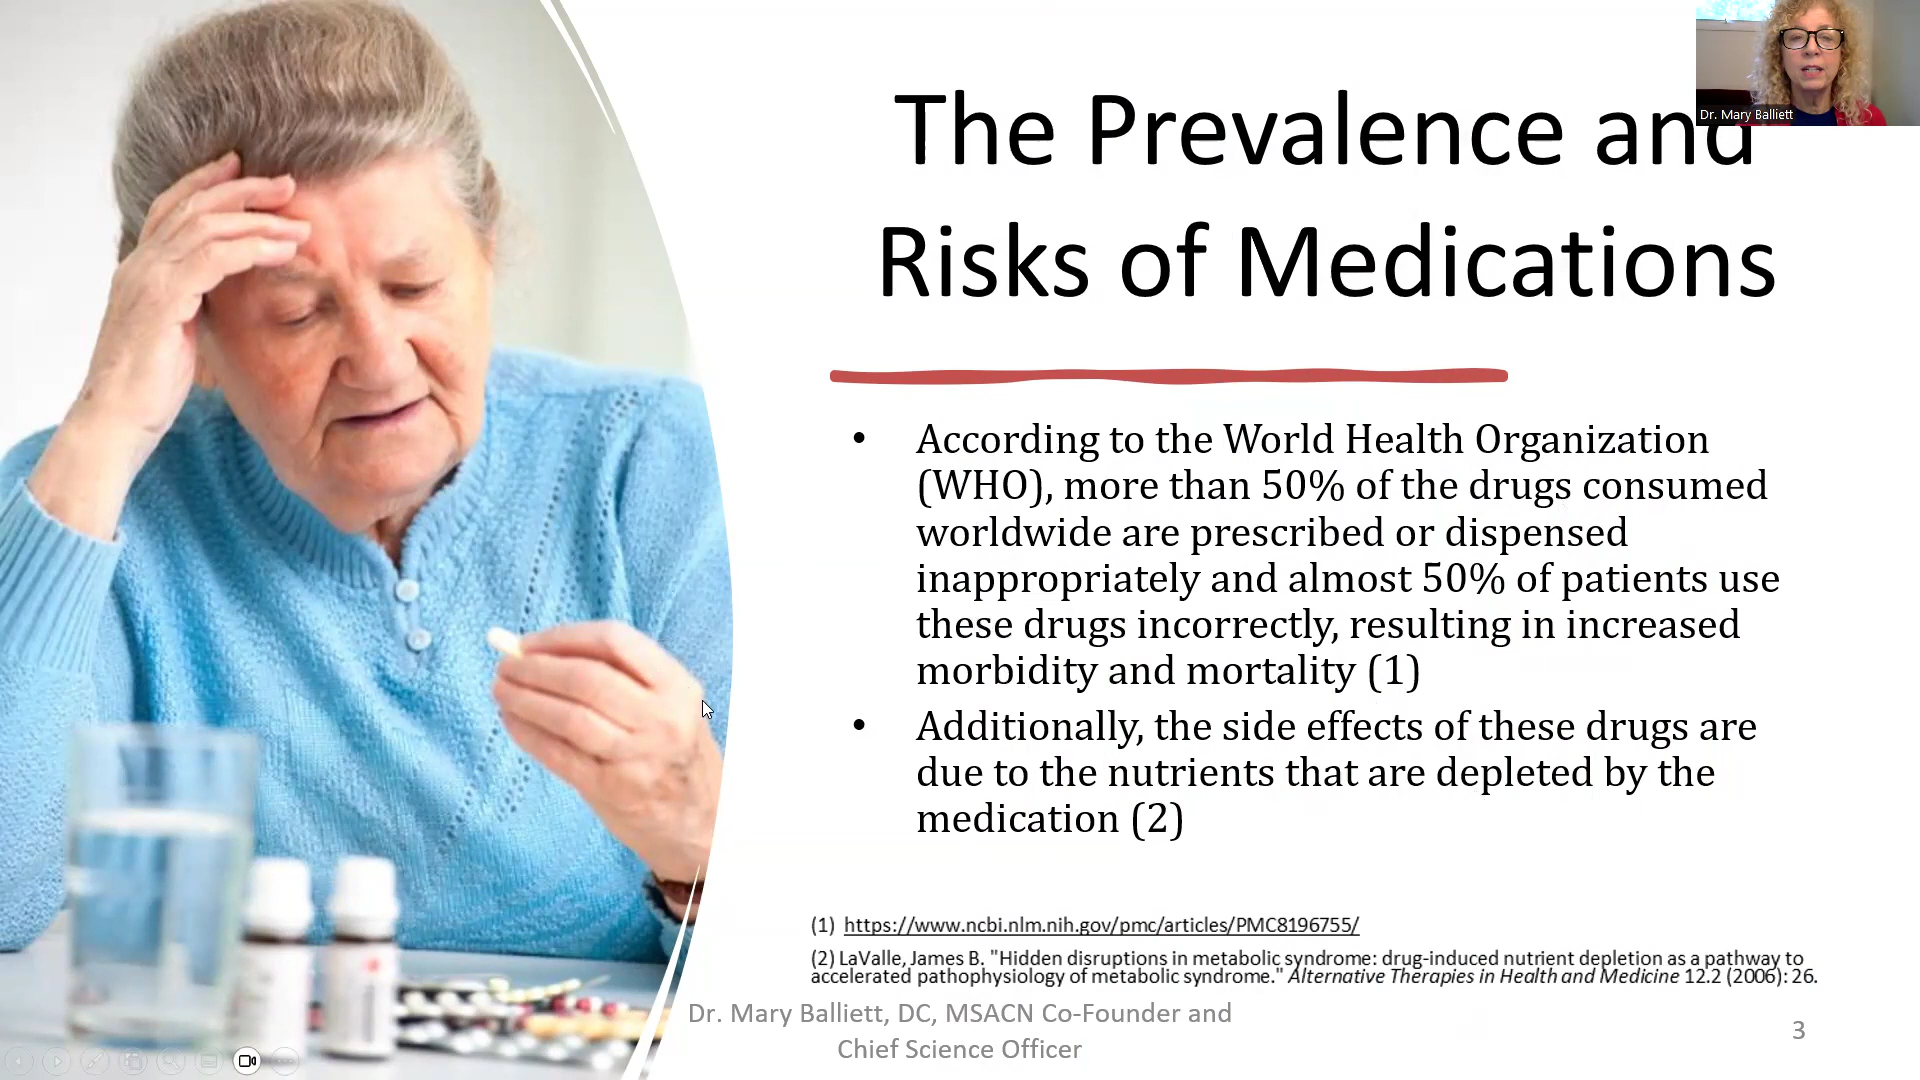 Dr. Mary Balliett
The Prevalence and
Risks of Medications
• According to the World Health Organization
(WHO), more than 50% of the drugs consumed
worldwide are prescribed or dispensed
inappropriately and almost 50% of patients use
these drugs incorrectly, resulting in increased
morbidity and mortality (1)
• Additionally, the side effects of these drugs are
due to the nutrients that are depleted by the
medication (2)
(1) https://www.ncbi.nlm.nih.gov/pmc/articles/PMC8196755/
(2) LaValle, James B. "Hidden disruptions in metabolic syndrome: drug-induced nutrient depletion as a pathway to
accelerated pathophysiology of metabolic syndrome." Alternative Therapies in Health and Medicine 12.2 (2006): 26.
Dr. Mary Balliett, DC, MSACN Co-Founder and
Chief Science Officer
3